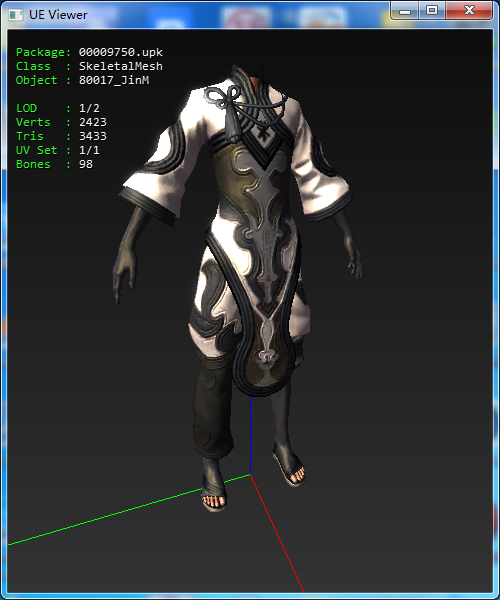 UE Viewer
Package: 00009750.upk
Class  : SkeletalMesh
Object : 80017_JinM
LOD    : 1/2
Verts  : 2423
Tris   : 3433
UV Set : 1/1
Bones  : 98